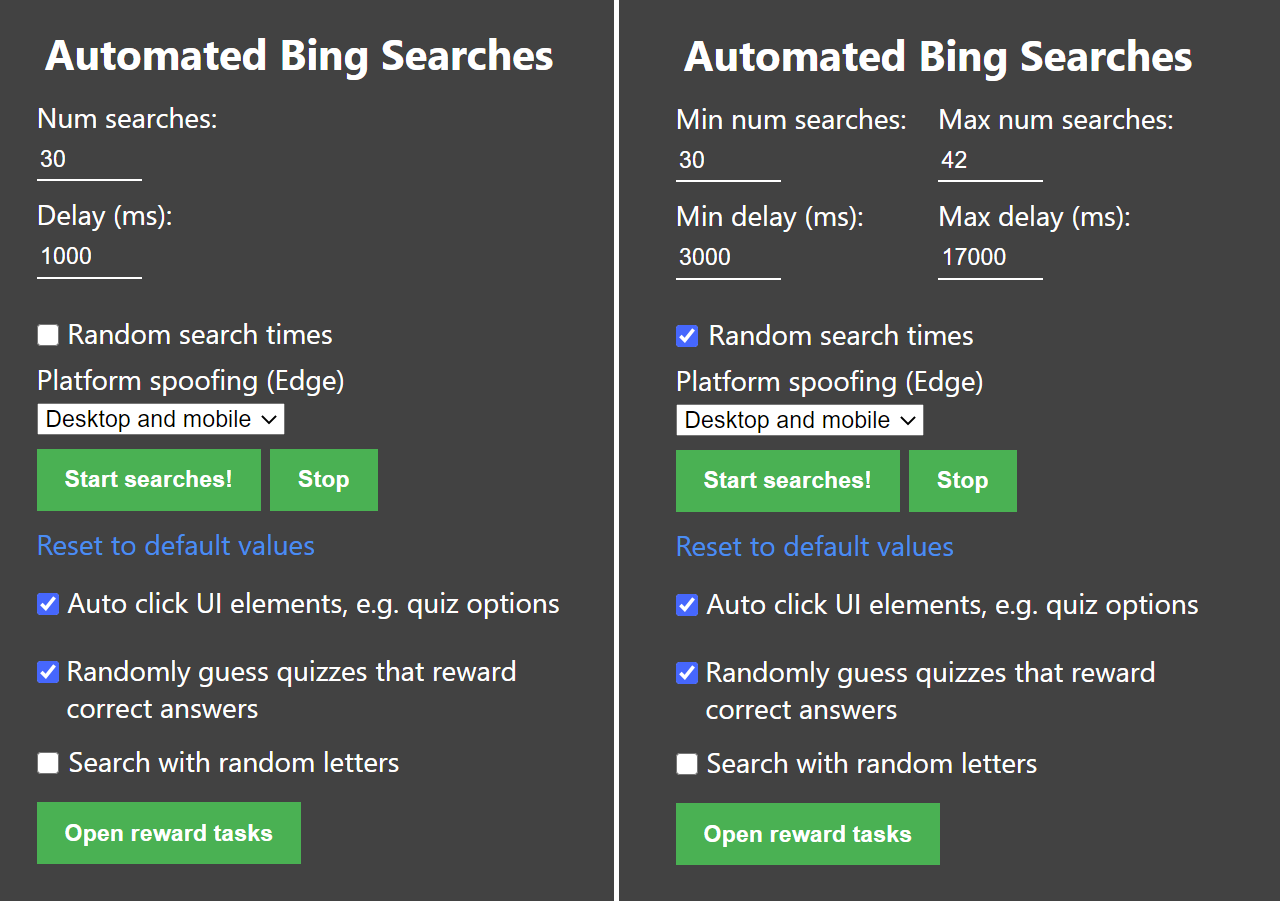 Automated Bing Searches
Num searches:
30
Delay (ms):
1000
Random search times
Platform spoofing (Edge)
Desktop and mobile
Start searches! Stop
Reset to default values
Auto click UI elements, e.g. quiz options
Randomly guess quizzes that reward
correct answers
Search with random letters
Open reward tasks
Automated Bing Searches
Min num searches: Max num searches:
30 42
Min delay (ms): Max delay (ms):
3000 17000
Random search times
Platform spoofing (Edge)
Desktop and mobile
Start searches! Stop
Reset to default values
Auto click UI elements, e.g. quiz options
Randomly guess quizzes that reward
correct answers
Search with random letters
Open reward tasks